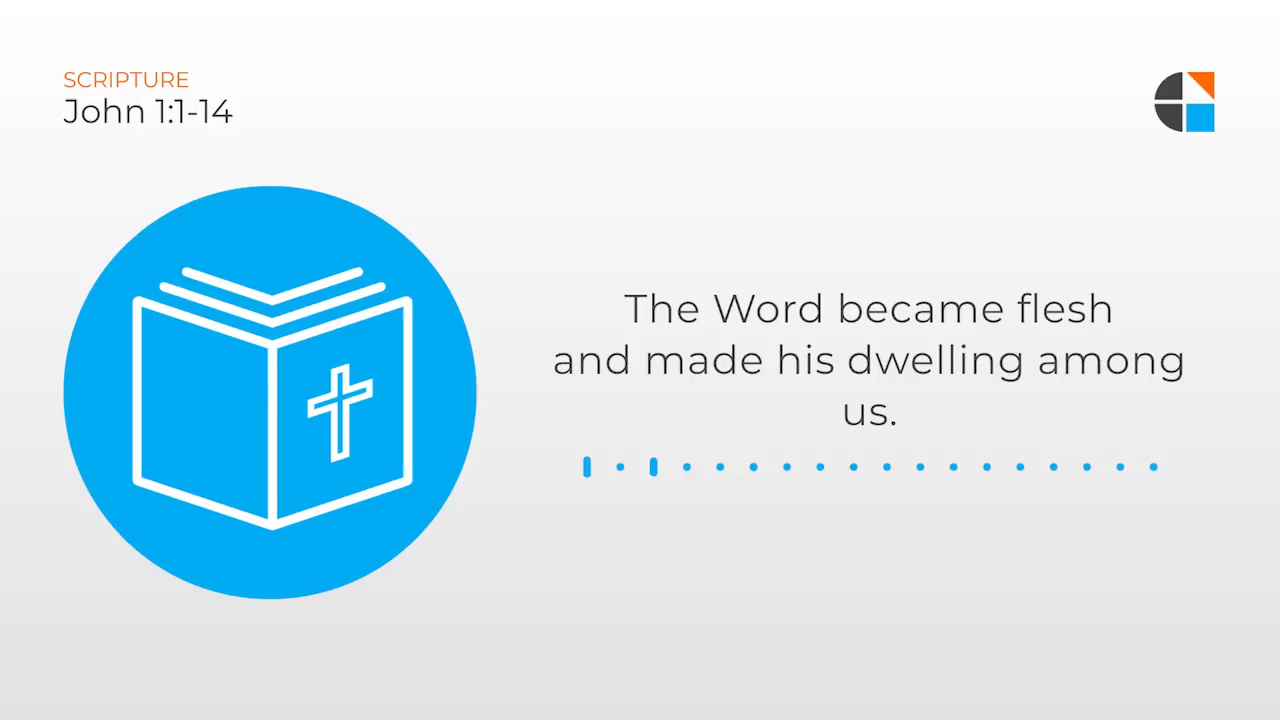 SCRIPTURE
John 1:1-14
The Word became flesh
and made his dwelling among
us.